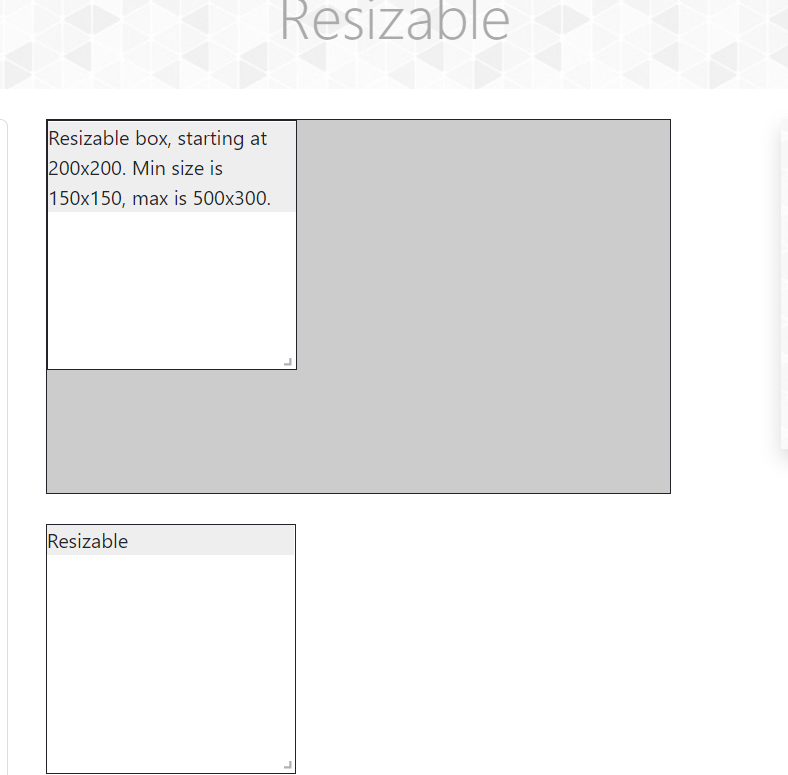 Resizable
Resizable box, starting at
200x200. Min size is
150x150, max is 500x300.
Resizable